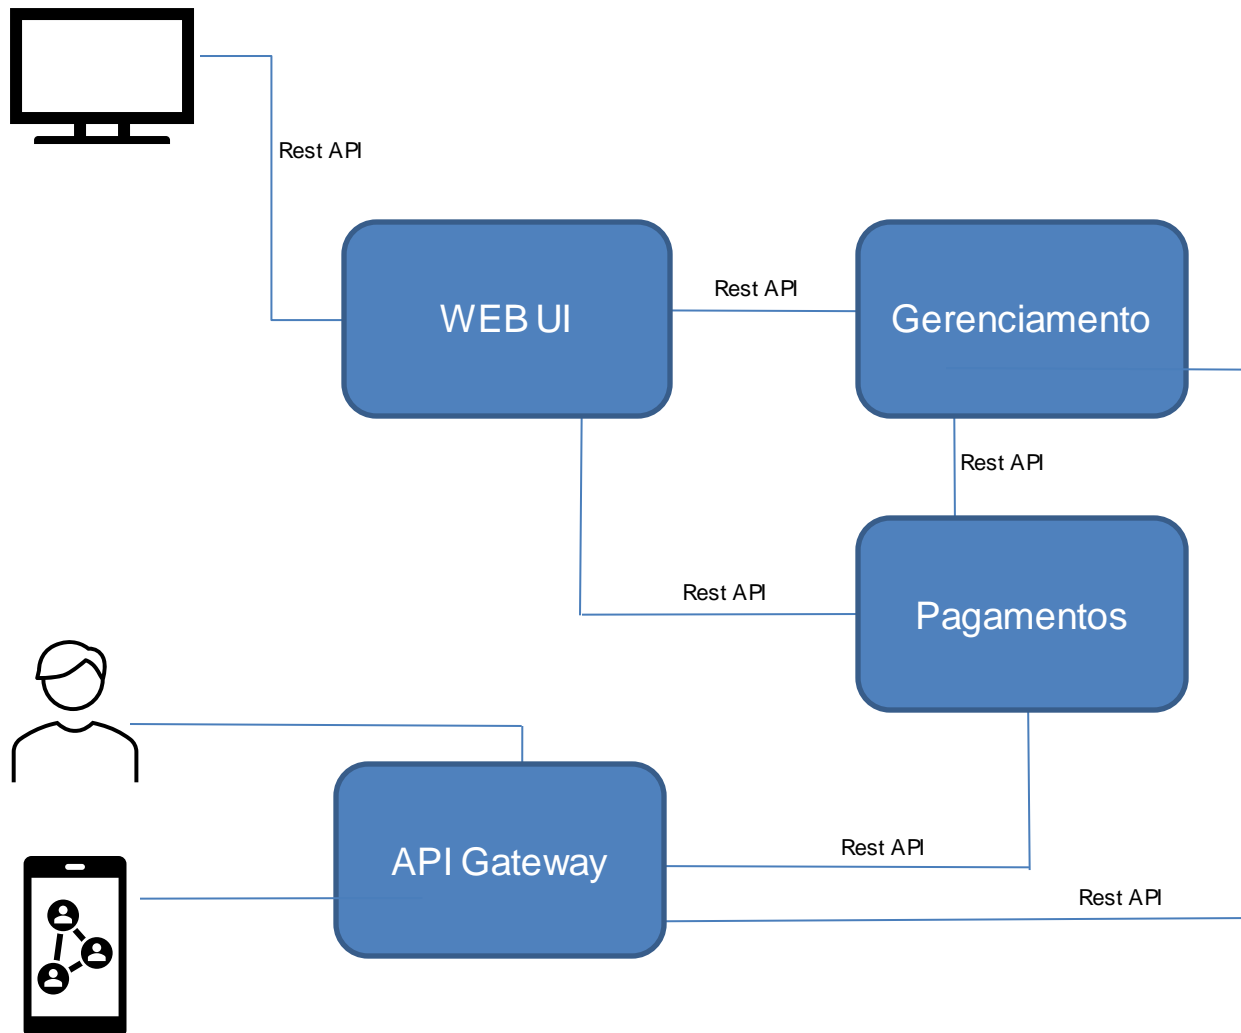 Rest API
WEB UI
Rest API
Gerenciamento
Rest API
Rest API
Pagamentos
API Gateway
Rest API
Rest API